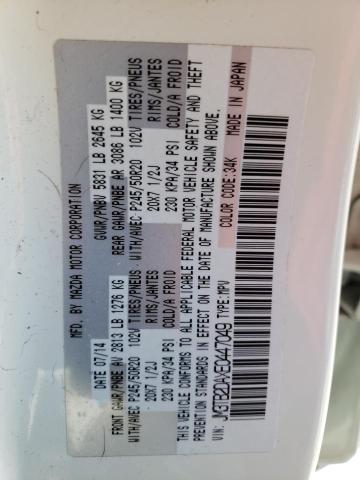 MFD. BY MAZDA MOTOR CORPORATION
DATE 07/14 GVWR/PNBV 5831 LB 2645 KG
FRONT GAWR/PNBE AV 2813 LB 1276 KG REAR GAWR/PNBE AR 3086 LB 1400 KG
WITH/AVEC P245/50R20 102V TIRES/PNEUS WITH/AVEC P245/50R20 102V TIRES/PNEUS
20X7 1/2J RIMS/JANTES 20X7 1/2J RIMS/JANTES
230 KPA/34 PSI COLD/A FROID 230 KPA/34 PSI COLD/A FROID
THIS VEHICLE CONFORMS TO ALL APPLICABLE FEDERAL MOTOR VEHICLE SAFETY AND THEFT
PREVENTION STANDARDS IN EFFECT ON THE DATE OF MANUFACTURE SHOWN ABOVE.
VIN: JM3TB2DAXE0447049
TYPE: MPV COLOR CODE: 34K MADE IN JAPAN